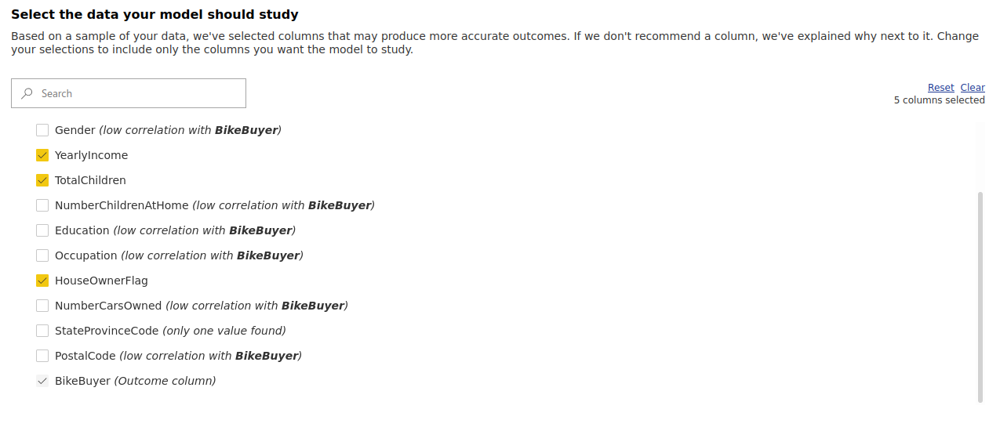 Select the data your model should study
Based on a sample of your data, we've selected columns that may produce more accurate outcomes. If we don't recommend a column, we've explained why next to it. Change
your selections to include only the columns you want the model to study.
Search
Reset Clear
5 columns selected
Gender (low correlation with BikeBuyer)
YearlyIncome
TotalChildren
NumberChildrenAtHome (low correlation with BikeBuyer)
Education (low correlation with BikeBuyer)
Occupation (low correlation with BikeBuyer)
HouseOwnerFlag
NumberCarsOwned (low correlation with BikeBuyer)
StateProvinceCode (only one value found)
PostalCode (low correlation with BikeBuyer)
BikeBuyer (Outcome column)